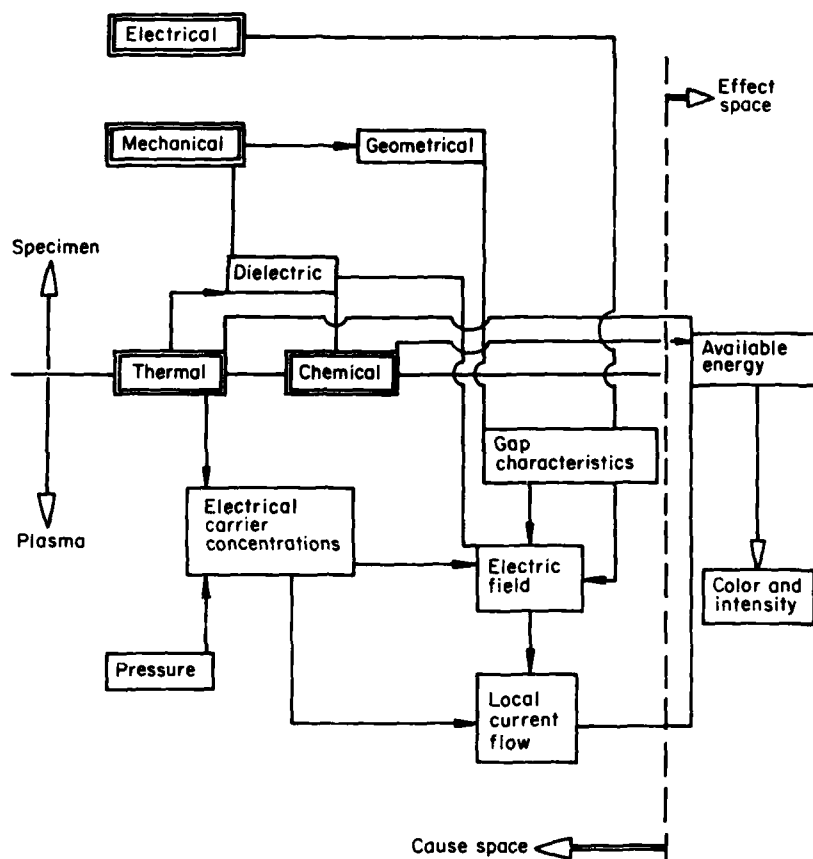 Electrical
Effect
space
Mechanical
Geometrical
Specimen
Dielectric
Thermal
Chemical
Available
energy
Gap
characteristics
Electrical
carrier
concentrations
Plasma
Electric
field
Color and
intensity
Pressure
Local
current
flow
Cause space